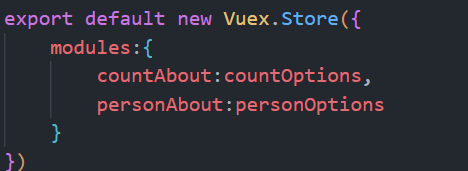 export default new Vuex.Store({
    modules:{
        countAbout:countOptions,
        personAbout:personOptions
    }
})